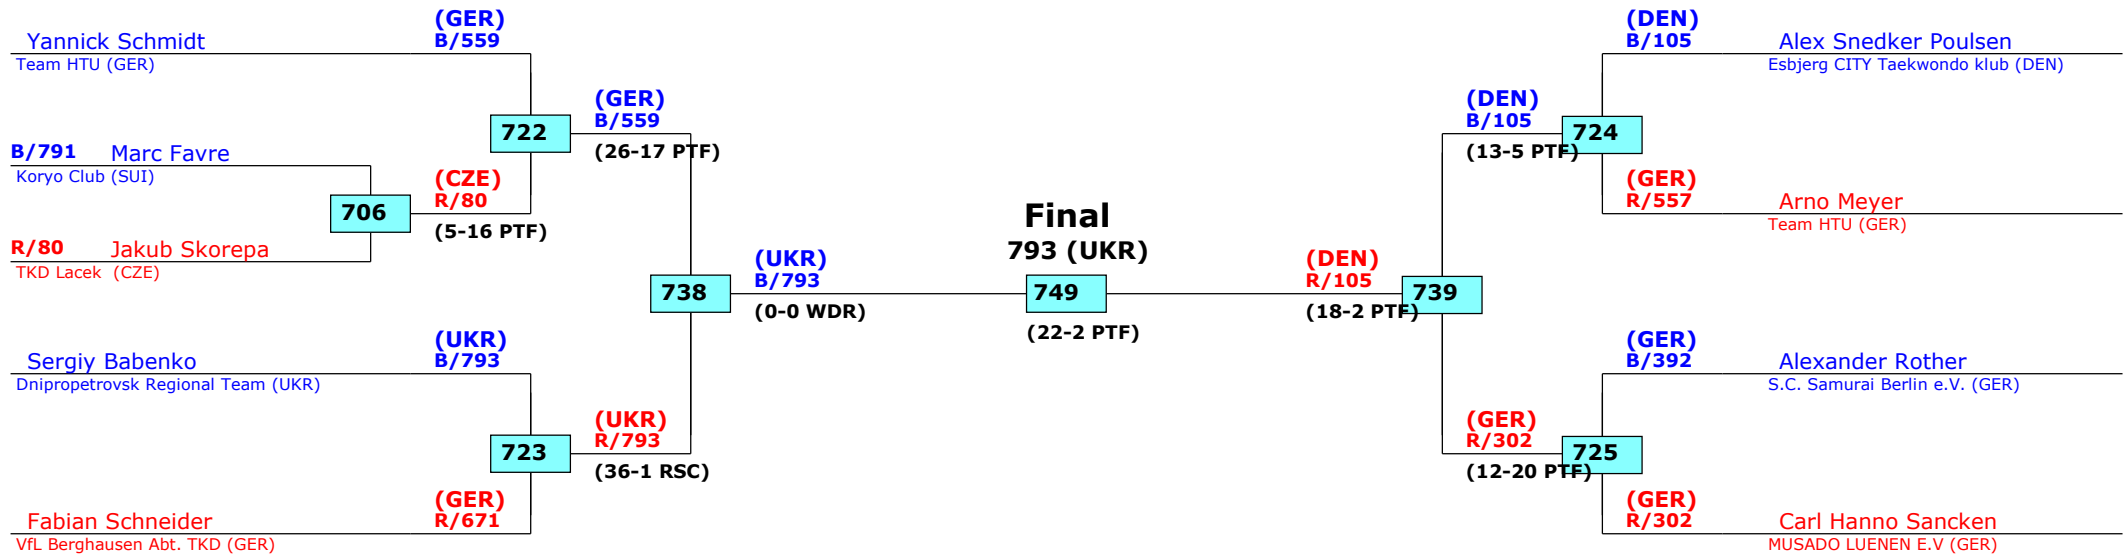 (GER)
B/559
Yannick Schmidt
Team HTU (GER)
B/791 Marc Favre
Koryo Club (SUI)
R/80 Jakub Skorepa
TKD Lacek (CZE)
706
(CZE)
R/80
(5-16 PTF)
722
(GER)
B/559
(26-17 PTF)
(UKR)
B/793
Sergiy Babenko
Dnipropetrovsk Regional Team (UKR)
723
(UKR)
R/793
(36-1 RSC)
(GER)
R/671
Fabian Schneider
VfL Berghausen Abt. TKD (GER)
738
(UKR)
B/793
(0-0 WDR)
Final
793 (UKR)
749
(22-2 PTF)
(DEN)
R/105
(18-2 PTF)
739
(DEN)
B/105
(13-5 PTF)
724
(DEN)
B/105
Alex Snedker Poulsen
Esbjerg CITY Taekwondo klub (DEN)
(GER)
R/557
Arno Meyer
Team HTU (GER)
(GER)
R/302
(12-20 PTF)
725
(GER)
B/392
Alexander Rother
S.C. Samurai Berlin e.V. (GER)
(GER)
R/302
Carl Hanno Sancken
MUSADO LUENEN E.V (GER)